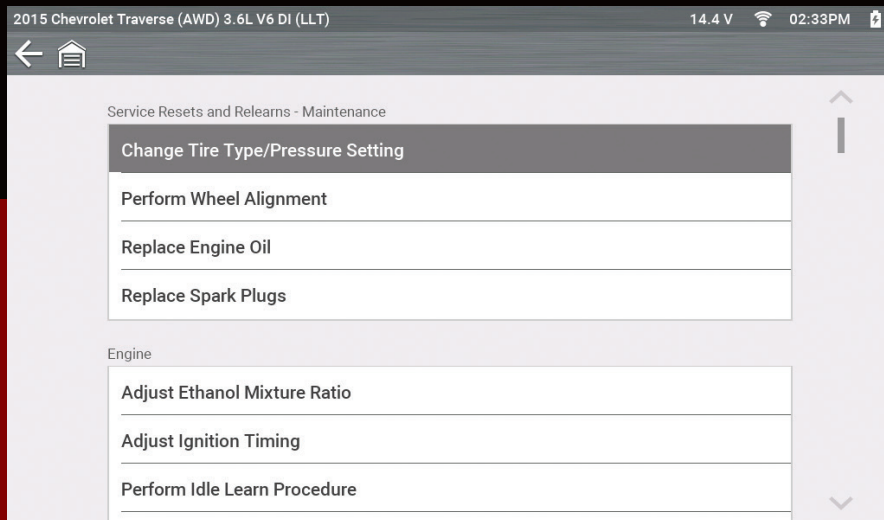 2015 Chevrolet Traverse (AWD) 3.6L V6 DI (LLT) 14.4 V 02:33PM
Service Resets and Relearns - Maintenance
Change Tire Type/Pressure Setting
Perform Wheel Alignment
Replace Engine Oil
Replace Spark Plugs
Engine
Adjust Ethanol Mixture Ratio
Adjust Ignition Timing
Perform Idle Learn Procedure